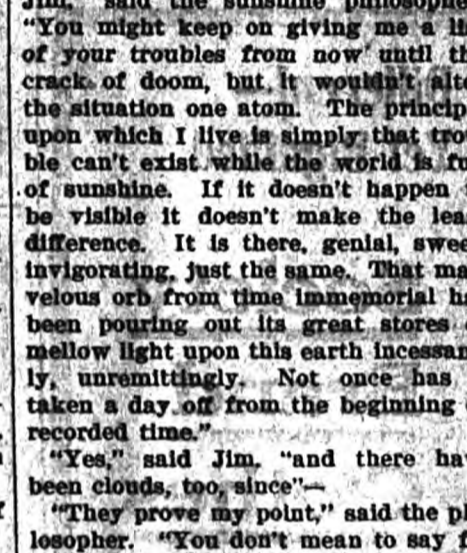 Jim," said the sunshine philosophe
"You might keep on giving me a li
of your troubles from now until th
crack of doom, but it wouldn't alte
the situation one atom. The princip
upon which I live is simply that trou
ble can't exist while the world is fu
of sunshine. If it doesn't happen
be visible it doesn't make the lea
difference. It is there, genial, swee
invigorating, just the same. That ma
velous orb from time immemorial ha
been pouring out its great stores
mellow light upon this earth incessan
ly, unremittingly. Not once has
taken a day off from the beginning
recorded time."
"Yes," said Jim, "and there hav
been clouds, too, since"—
"They prove my point," said the ph
losopher. "You don't mean to say